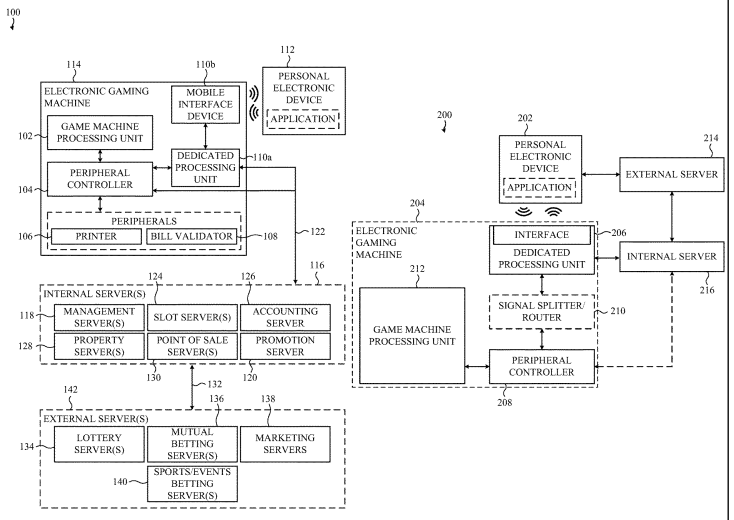 100
114
110b
112
ELECTRONIC GAMING
MACHINE
MOBILE
INTERFACE
DEVICE
PERSONAL
ELECTRONIC
DEVICE
APPLICATION
102
GAME MACHINE
PROCESSING UNIT
DEDICATED
PROCESSING
UNIT
110a
104
PERIPHERAL
CONTROLLER
PERIPHERALS
106
PRINTER
BILL VALIDATOR
108
122
124
126
116
INTERNAL SERVER(S)
118
MANAGEMENT
SERVER(S)
SLOT SERVER(S)
ACCOUNTING
SERVER
128
PROPERTY
SERVER(S)
POINT OF SALE
SERVER(S)
PROMOTION
SERVER
130
120
132
142
136
138
EXTERNAL SERVER(S)
134
LOTTERY
SERVER(S)
MUTUAL
BETTING
SERVER(S)
MARKETING
SERVERS
140
SPORTS/EVENTS
BETTING
SERVER(S)
200
202
PERSONAL
ELECTRONIC
DEVICE
APPLICATION
214
EXTERNAL SERVER
204
ELECTRONIC
GAMING
MACHINE
INTERFACE
206
DEDICATED
PROCESSING UNIT
INTERNAL SERVER
216
212
GAME MACHINE
PROCESSING UNIT
SIGNAL SPLITTER/
ROUTER
210
PERIPHERAL
CONTROLLER
208